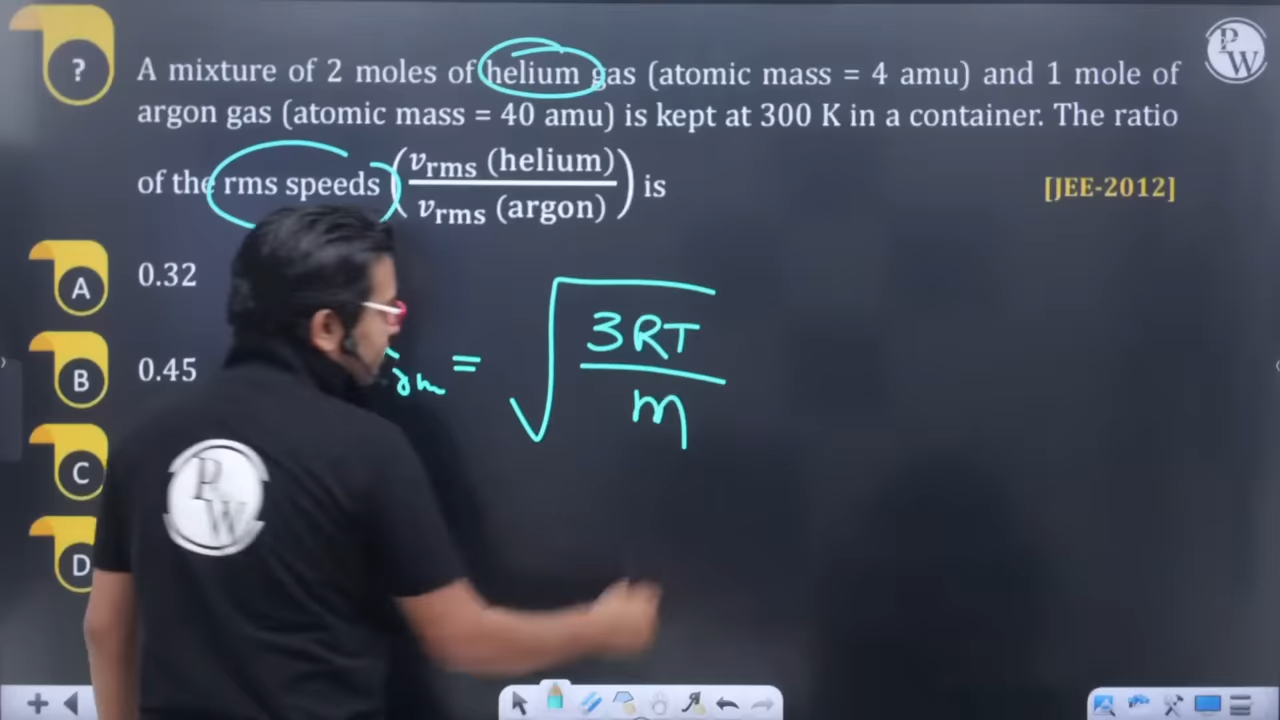 ?
A mixture of 2 moles of helium gas (atomic mass = 4 amu) and 1 mole of
argon gas (atomic mass = 40 amu) is kept at 300 K in a container. The ratio
of the rms speeds (vrms (helium) / vrms (argon)) is
[JEE-2012]
A 0.32
B 0.45
C
D
= √(3RT / M)
PW
PW